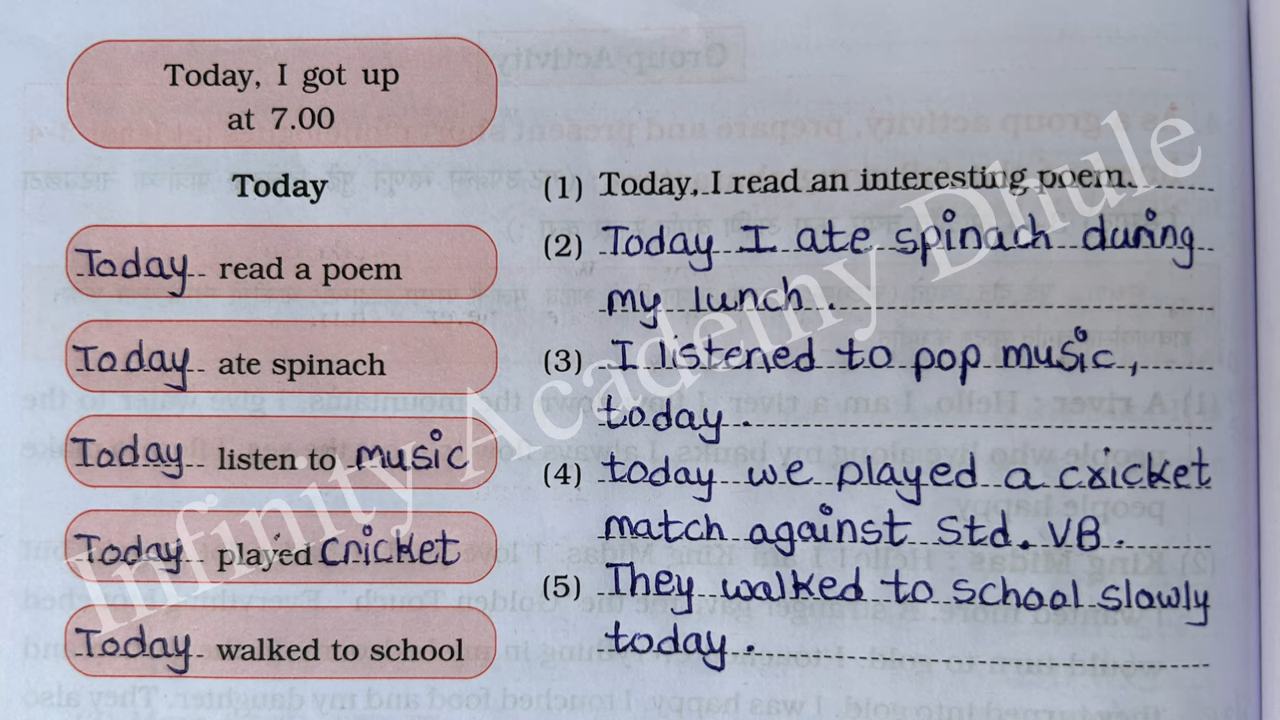 Today, I got up
at 7.00
Today
Today read a poem
Today ate spinach
Today listen to music
Today played cricket
Today walked to school
(1) Today, I read an interesting poem.
(2) Today I ate spinach during
my lunch.
(3) I listened to pop music,
today.
(4) today we played a cricket
match against Std. VB.
(5) They walked to school slowly
today.
Infinity Academy Dhule